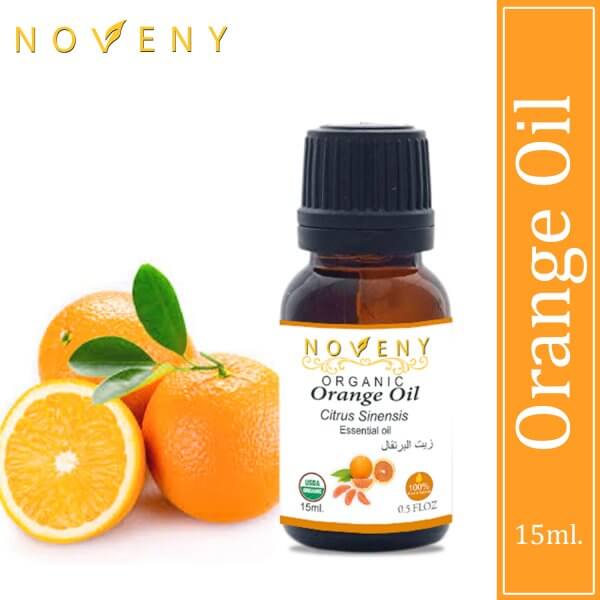 NOVENY
NOVENY
ORGANIC
Orange Oil
Citrus Sinensis
Essential oil
زيت البرتقال
USDA
ORGANIC
100%
15ml.
0.5 FLOZ
Orange Oil
15ml.